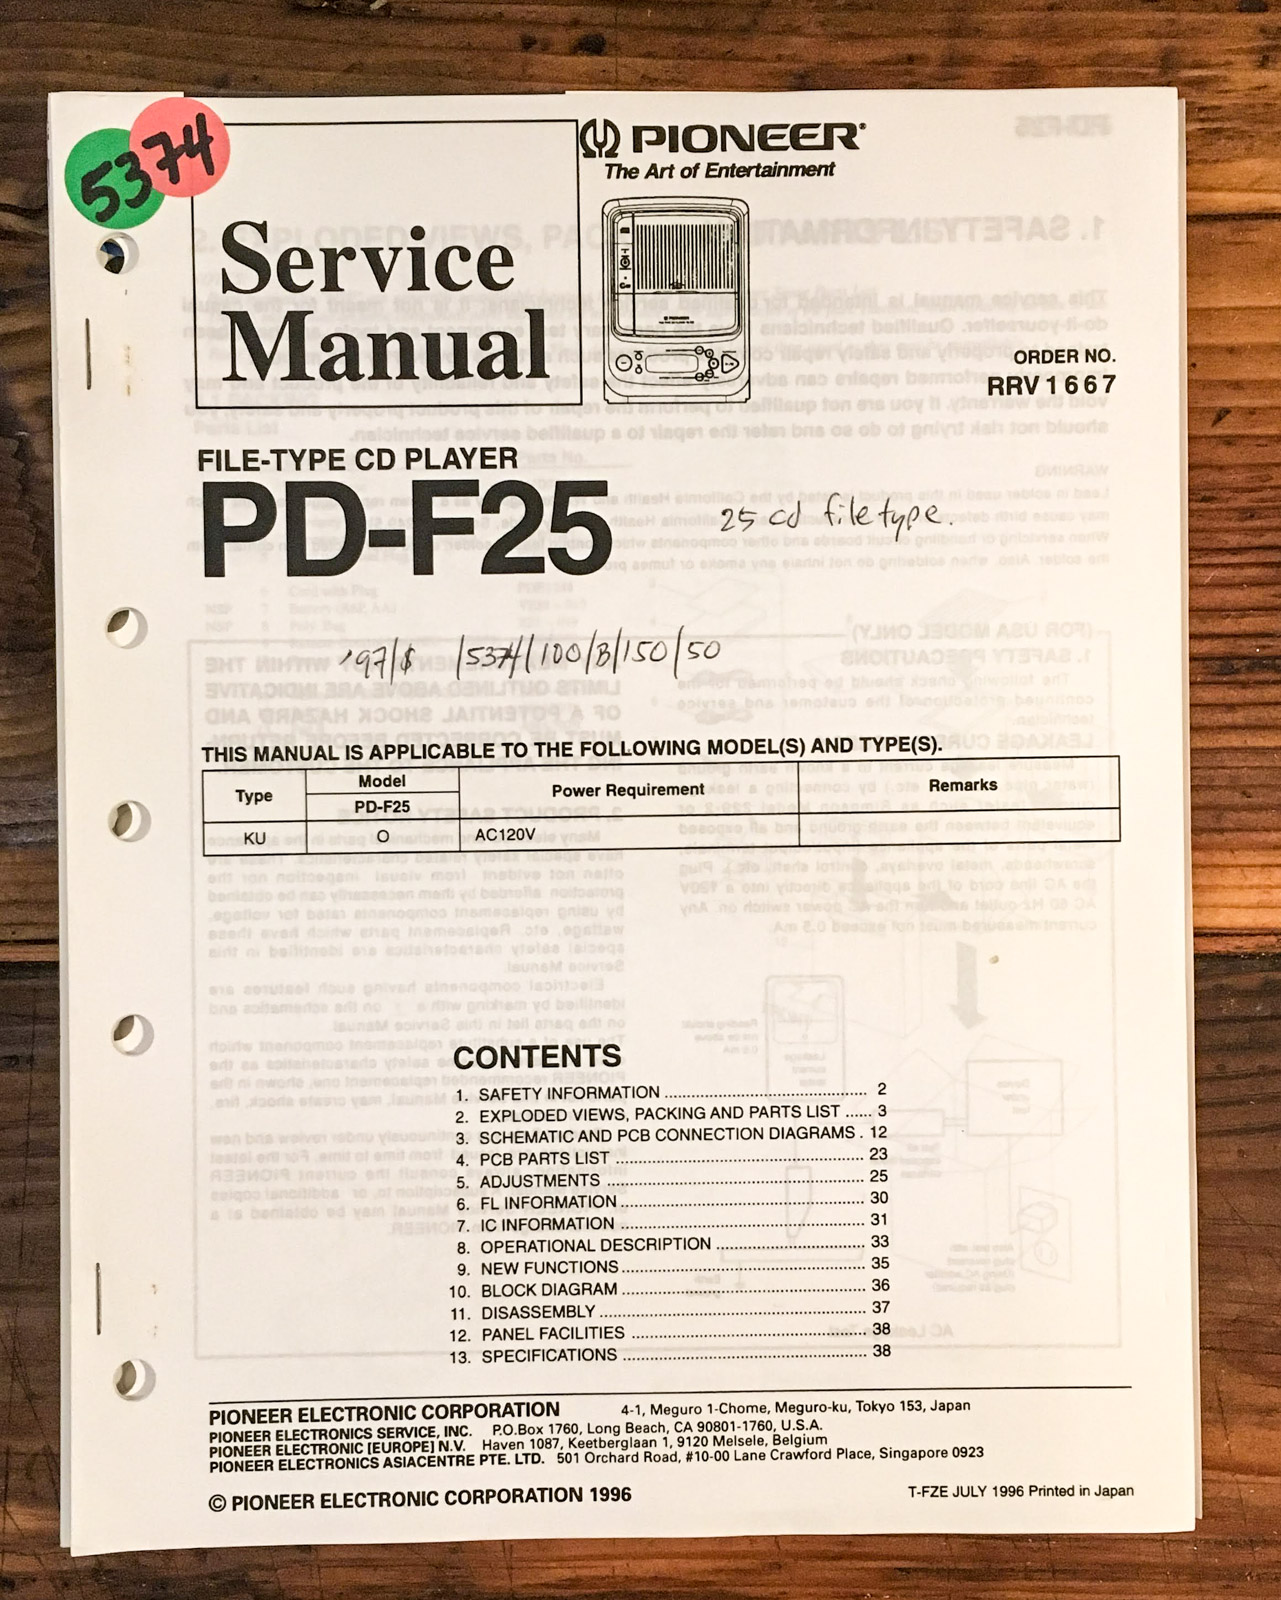 5374
PIONEER®
The Art of Entertainment
Service
Manual
ORDER NO.
RRV1667
FILE-TYPE CD PLAYER
PD-F25
25 cd file type.
'97/$ /5374/100/B/150/50
THIS MANUAL IS APPLICABLE TO THE FOLLOWING MODEL(S) AND TYPE(S).
Type Model Power Requirement Remarks
PD-F25
KU O AC120V
CONTENTS
1. SAFETY INFORMATION ........................................ 2
2. EXPLODED VIEWS, PACKING AND PARTS LIST ...... 3
3. SCHEMATIC AND PCB CONNECTION DIAGRAMS . 12
4. PCB PARTS LIST .................................................. 23
5. ADJUSTMENTS .................................................... 25
6. FL INFORMATION ................................................. 30
7. IC INFORMATION ................................................. 31
8. OPERATIONAL DESCRIPTION .............................. 33
9. NEW FUNCTIONS ................................................ 35
10. BLOCK DIAGRAM ................................................ 36
11. DISASSEMBLY ..................................................... 37
12. PANEL FACILITIES ............................................... 38
13. SPECIFICATIONS ................................................ 38
PIONEER ELECTRONIC CORPORATION 4-1, Meguro 1-Chome, Meguro-ku, Tokyo 153, Japan
PIONEER ELECTRONICS SERVICE, INC. P.O.Box 1760, Long Beach, CA 90801-1760, U.S.A.
PIONEER ELECTRONIC [EUROPE] N.V. Haven 1087, Keetberglaan 1, 9120 Melsele, Belgium
PIONEER ELECTRONICS ASIACENTRE PTE. LTD. 501 Orchard Road, #10-00 Lane Crawford Place, Singapore 0923
© PIONEER ELECTRONIC CORPORATION 1996
T-FZE JULY 1996 Printed in Japan